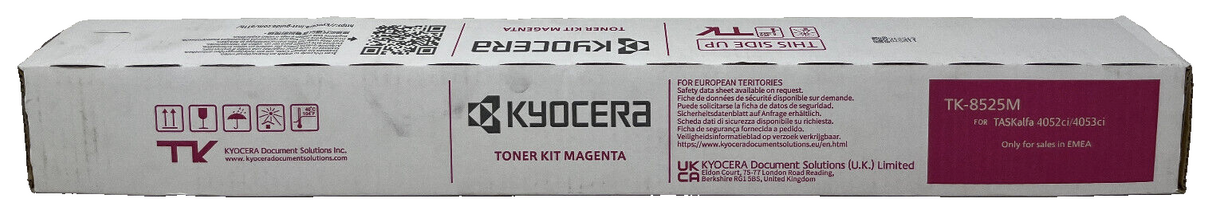 THIS SIDE UP
TK
KYOCERA
TONER KIT MAGENTA
40°C
104°F
TK
KYOCERA Document Solutions Inc.
www.kyoceradocumentsolutions.com
KYOCERA
TONER KIT MAGENTA
FOR EUROPEAN TERITORIES
Safety data sheet available on request.
Fiche de données de sécurité disponible sur demande.
Puede solicitarse la ficha de datos de seguridad.
Sicherheitsdatenblatt auf Anfrage erhältlich.
Scheda dati di sicurezza disponibile su richiesta.
Ficha de segurança fornecida a pedido.
Veiligheidsinformatieblad op verzoek verkrijgbaar.
https://www.kyoceradocumentsolutions.eu/en.html
UK
CA
KYOCERA Document Solutions (U.K.) Limited
Eldon Court, 75-77 London Road Reading,
Berkshire RG1 5BS, United Kingdom
TK-8525M
FOR TASKalfa 4052ci/4053ci
Only for sales in EMEA